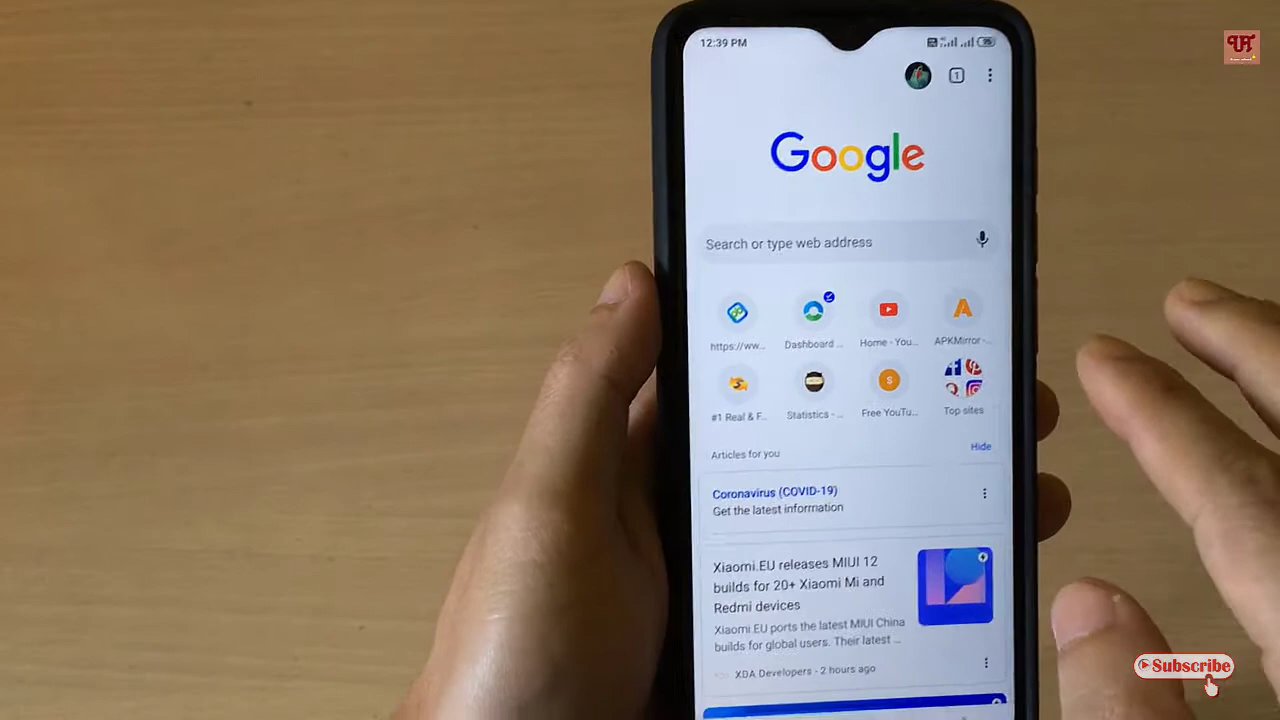 12:39 PM
1
Google
Search or type web address
https://ww...
Dashboard ...
Home - You...
APKMirror -...
#1 Real & F...
Statistics - ...
Free YouTu...
Top sites
Articles for you
Hide
Coronavirus (COVID-19)
Get the latest information
Xiaomi.EU releases MIUI 12
builds for 20+ Xiaomi Mi and
Redmi devices
Xiaomi.EU ports the latest MIUI China
builds for global users. Their latest ...
XDA Developers - 2 hours ago
Subscribe